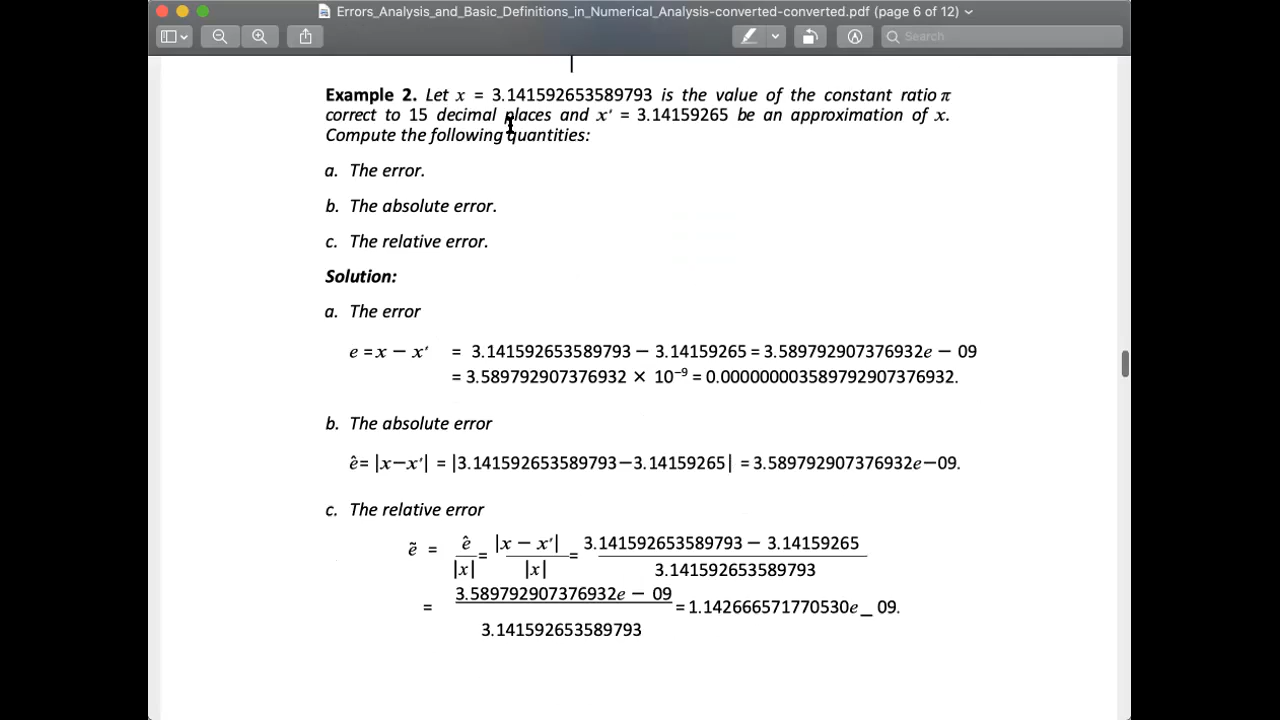 Errors_Analysis_and_Basic_Definitions_in_Numerical_Analysis-converted-converted.pdf (page 6 of 12)
Search
Example 2. Let x = 3.141592653589793 is the value of the constant ratio π
correct to 15 decimal places and x′ = 3.14159265 be an approximation of x.
Compute the following quantities:
a. The error.
b. The absolute error.
c. The relative error.
Solution:
a. The error
e = x − x′ = 3.141592653589793 − 3.14159265 = 3.589792907376932e − 09
= 3.589792907376932 × 10⁻⁹ = 0.000000003589792907376932.
b. The absolute error
ê = |x−x′| = |3.141592653589793−3.14159265| = 3.589792907376932e−09.
c. The relative error
ẽ = ê/|x| = |x − x′|/|x| = 3.141592653589793 − 3.14159265/3.141592653589793
= 3.589792907376932e − 09/3.141592653589793 = 1.142666571770530e _ 09.